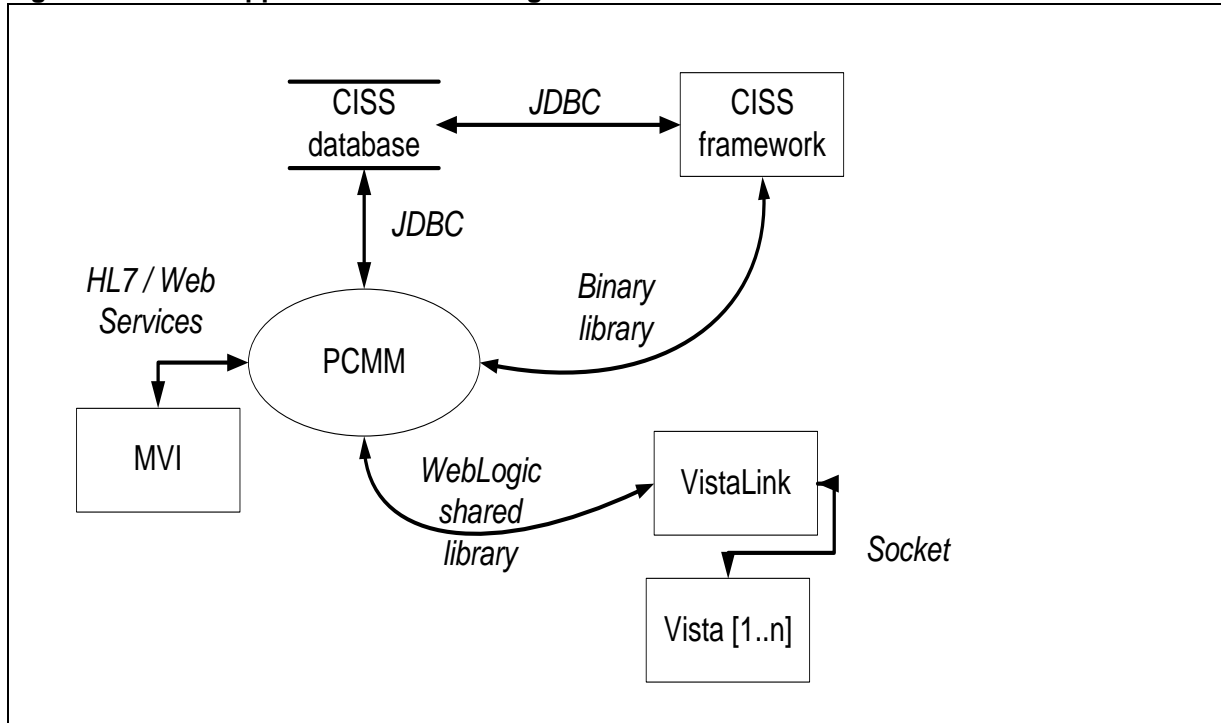 CISS
database
JDBC
CISS
framework
JDBC
HL7 / Web
Services
Binary
library
PCMM
MVI
WebLogic
shared
library
VistaLink
Socket
Vista [1..n]